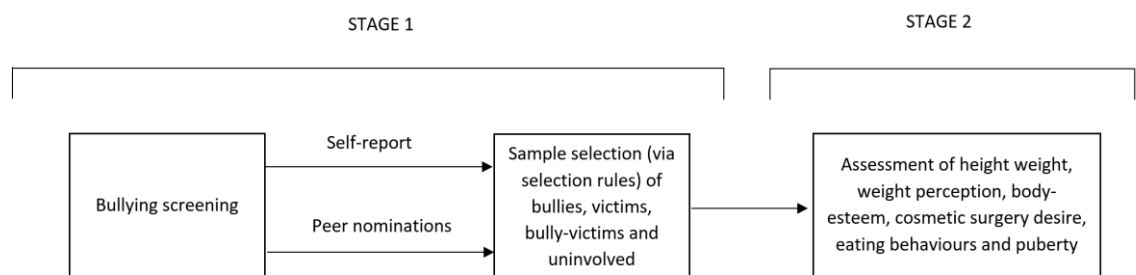 STAGE 1
STAGE 2
Bullying screening
Self-report
Peer nominations
Sample selection (via
selection rules) of
bullies, victims,
bully-victims and
uninvolved
Assessment of height weight,
weight perception, body-
esteem, cosmetic surgery desire,
eating behaviours and puberty